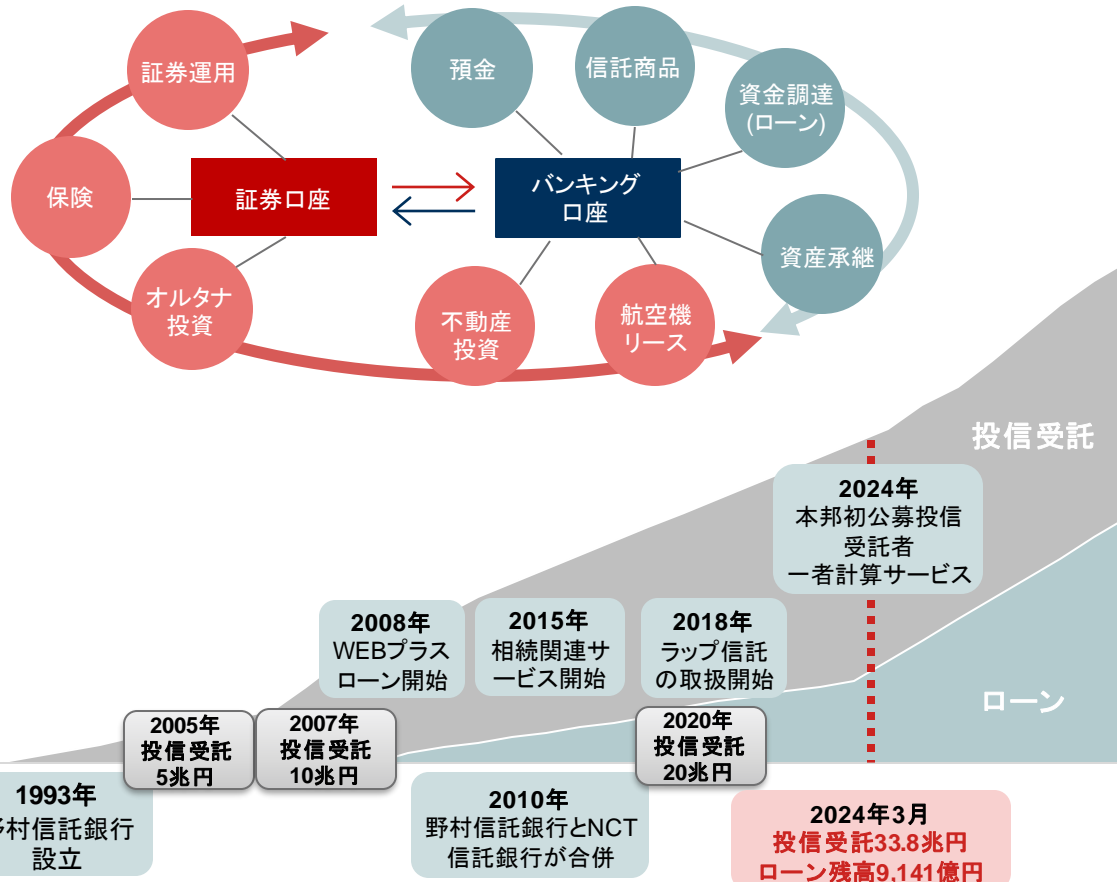 証券運用
保険
オルタナ
投資
証券口座
預金
信託商品
資金調達
(ローン)
バンキング
口座
資産承継
不動産
投資
航空機
リース
投信受託
ローン
2024年
本邦初公募投信
受託者
一者計算サービス
2008年
WEBプラス
ローン開始
2015年
相続関連サ
ービス開始
2018年
ラップ信託
の取扱開始
2005年
投信受託
5兆円
2007年
投信受託
10兆円
2020年
投信受託
20兆円
1993年
村信託銀行
設立
2010年
野村信託銀行とNCT
信託銀行が合併
2024年3月
投信受託33.8兆円
ローン残高9,141億円